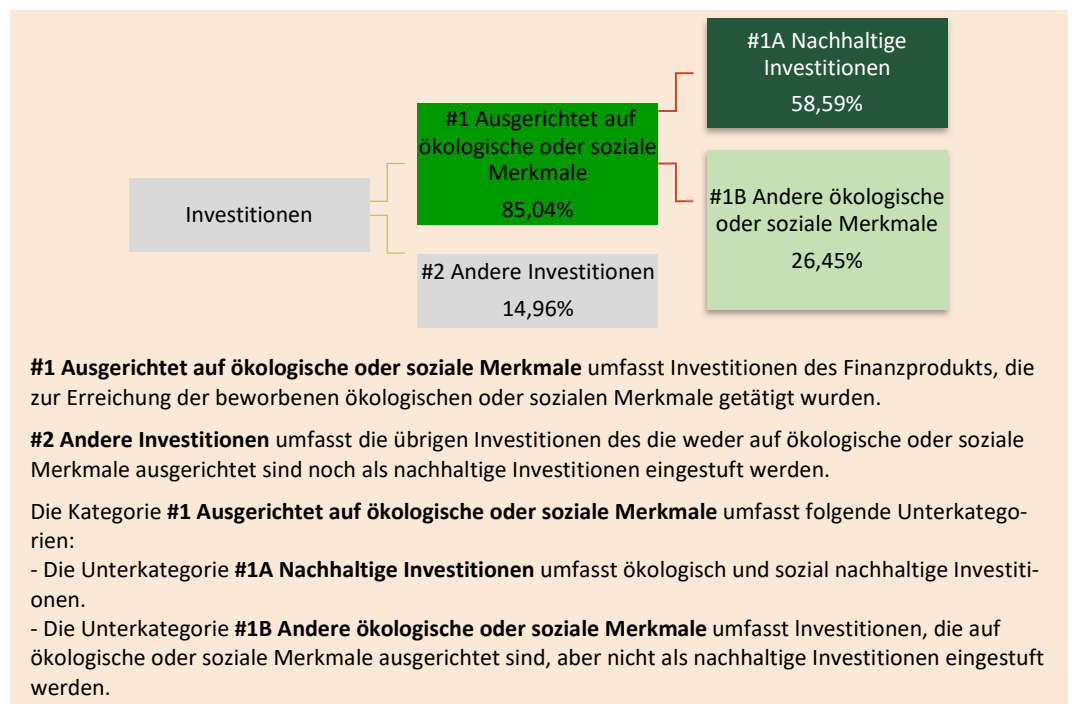 #1A Nachhaltige
Investitionen
58,59%
#1 Ausgerichtet auf
ökologische oder soziale
Merkmale
85,04%
#1B Andere ökologische
oder soziale Merkmale
26,45%
Investitionen
#2 Andere Investitionen
14,96%
#1 Ausgerichtet auf ökologische oder soziale Merkmale umfasst Investitionen des Finanzprodukts, die
zur Erreichung der beworbenen ökologischen oder sozialen Merkmale getätigt wurden.
#2 Andere Investitionen umfasst die übrigen Investitionen des die weder auf ökologische oder soziale
Merkmale ausgerichtet sind noch als nachhaltige Investitionen eingestuft werden.
Die Kategorie #1 Ausgerichtet auf ökologische oder soziale Merkmale umfasst folgende Unterkatego-
rien:
- Die Unterkategorie #1A Nachhaltige Investitionen umfasst ökologisch und sozial nachhaltige Investiti-
onen.
- Die Unterkategorie #1B Andere ökologische oder soziale Merkmale umfasst Investitionen, die auf
ökologische oder soziale Merkmale ausgerichtet sind, aber nicht als nachhaltige Investitionen eingestuft
werden.